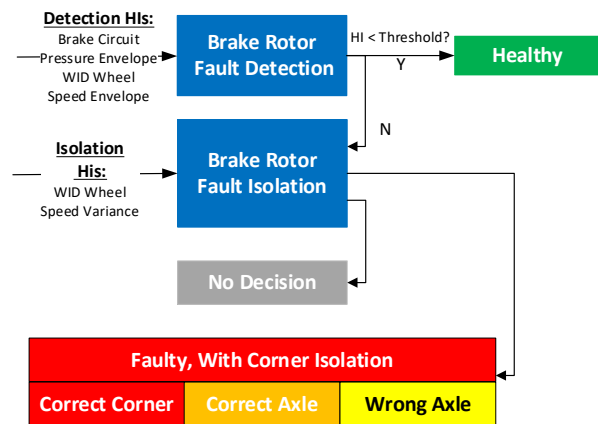 Detection HIs:
Brake Circuit
Pressure Envelope
WID Wheel
Speed Envelope
Brake Rotor
Fault Detection
HI < Threshold?
Y
Healthy
N
Isolation
His:
WID Wheel
Speed Variance
Brake Rotor
Fault Isolation
No Decision
Faulty, With Corner Isolation
Correct Corner
Correct Axle
Wrong Axle